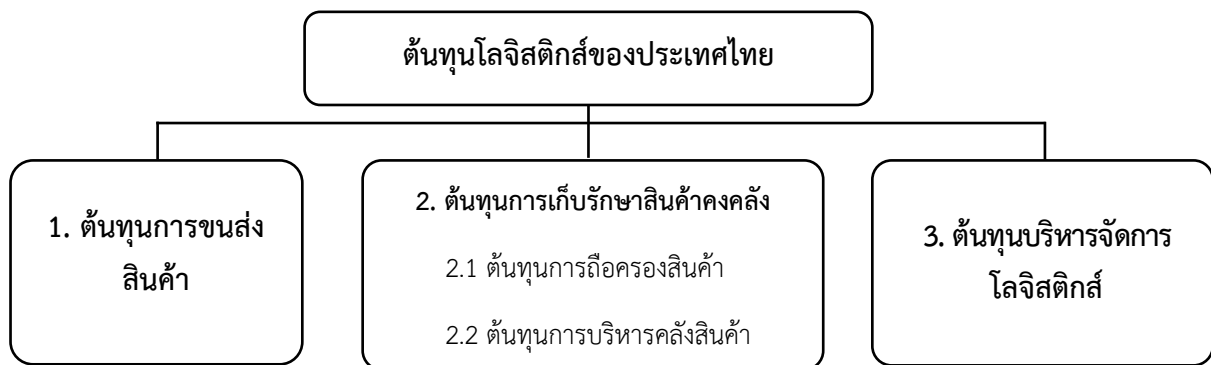 ต้นทุนโลจิสติกส์ของประเทศไทย
1. ต้นทุนการขนส่ง
สินค้า
2. ต้นทุนการเก็บรักษาสินค้าคงคลัง
2.1 ต้นทุนการถือครองสินค้า
2.2 ต้นทุนการบริหารคลังสินค้า
3. ต้นทุนบริหารจัดการ
โลจิสติกส์